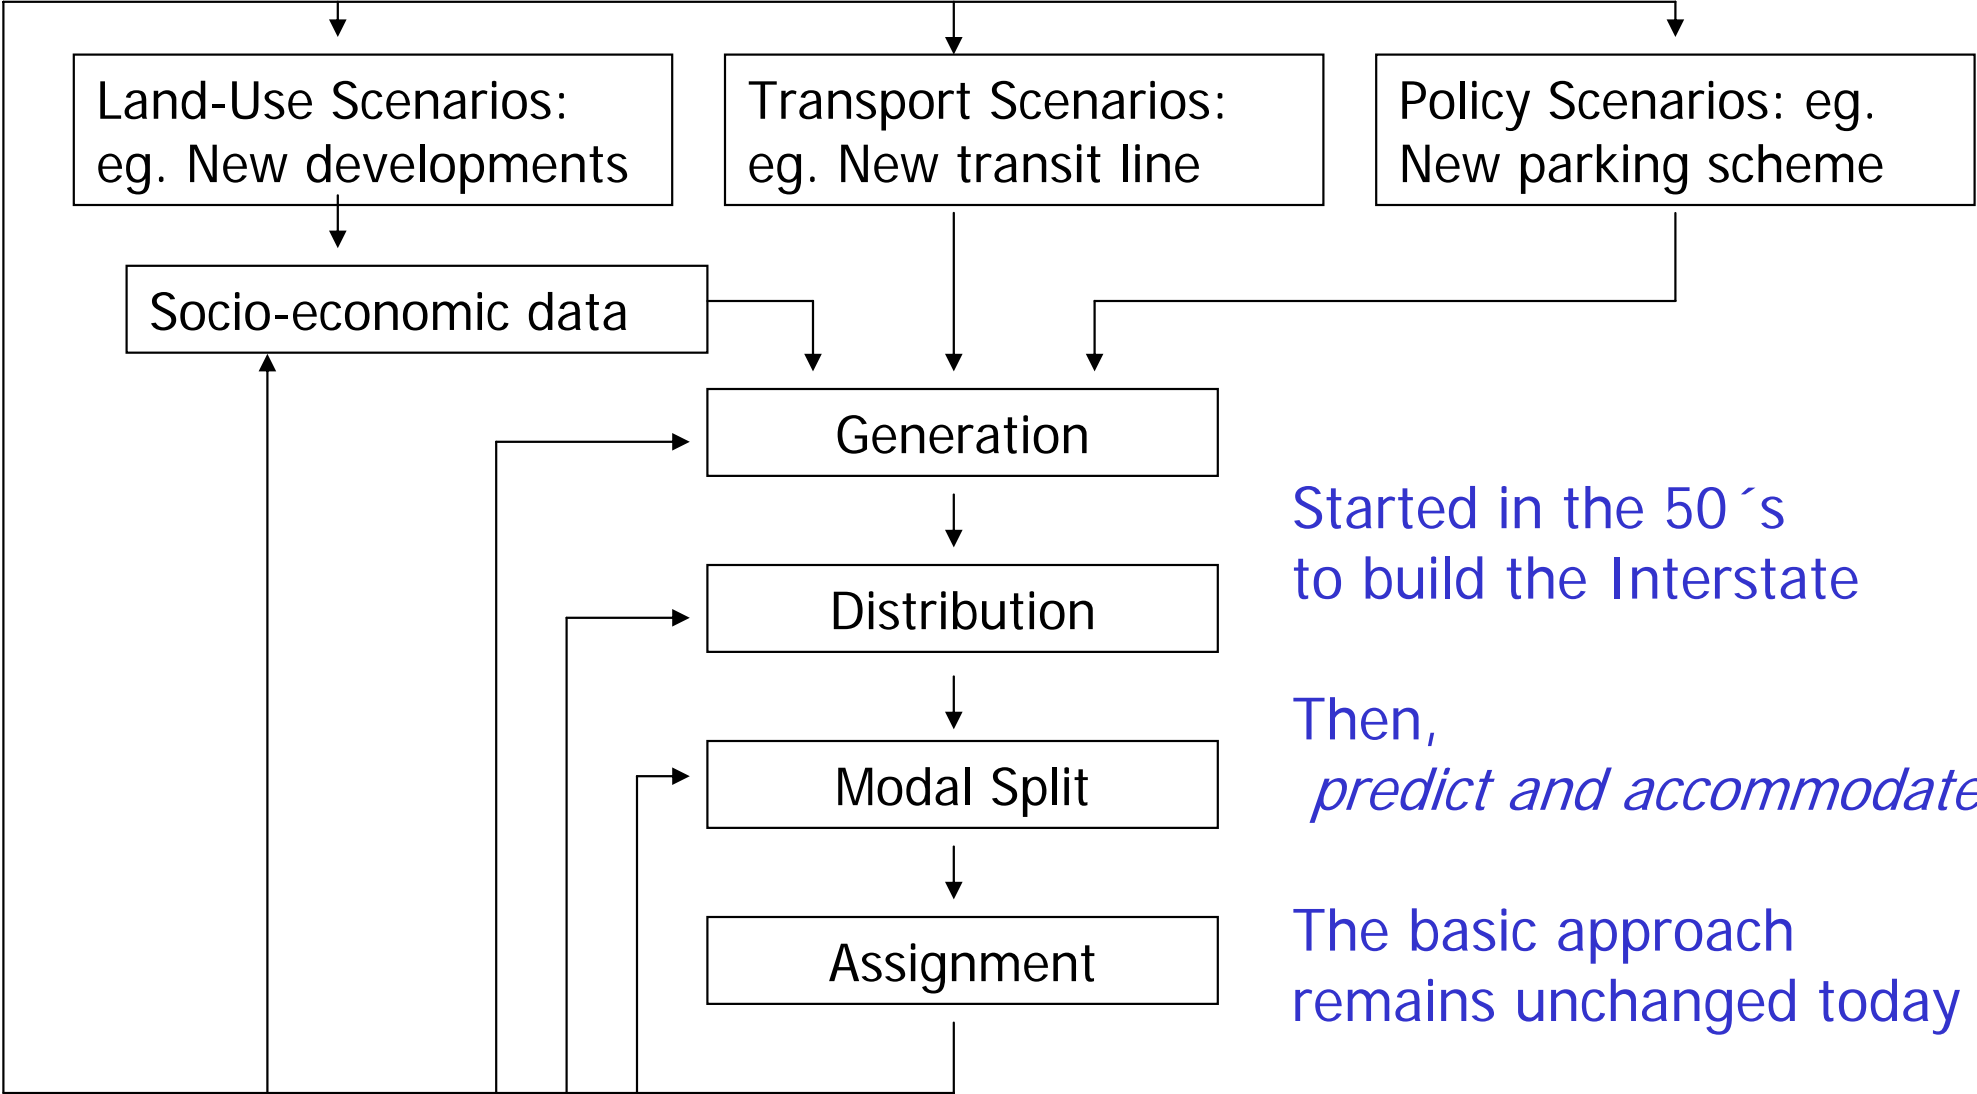 Land-Use Scenarios:
eg. New developments
Transport Scenarios:
eg. New transit line
Policy Scenarios: eg.
New parking scheme
Socio-economic data
Generation
Distribution
Modal Split
Assignment
Started in the 50´s
to build the Interstate
Then,
predict and accommodate
The basic approach
remains unchanged today